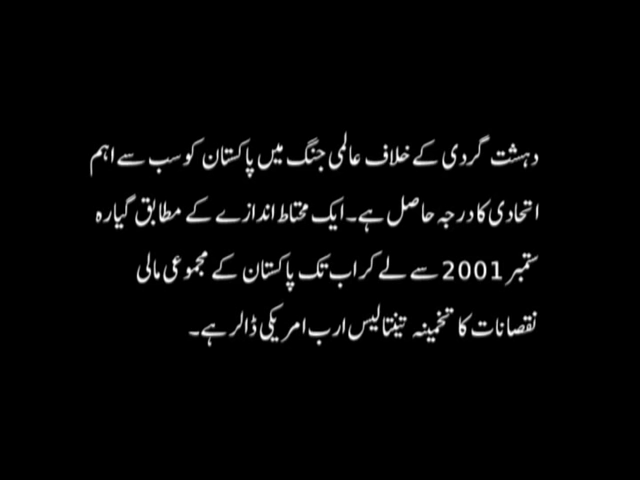 دہشت گردی کے خلاف عالمی جنگ میں پاکستان کو سب سے اہم
اتحادی کا درجہ حاصل ہے۔ ایک محتاط اندازے کے مطابق گیارہ
ستمبر 2001 سے لے کر اب تک پاکستان کے مجموعی مالی
نقصانات کا تخمینہ تینتالیس ارب امریکی ڈالر ہے۔